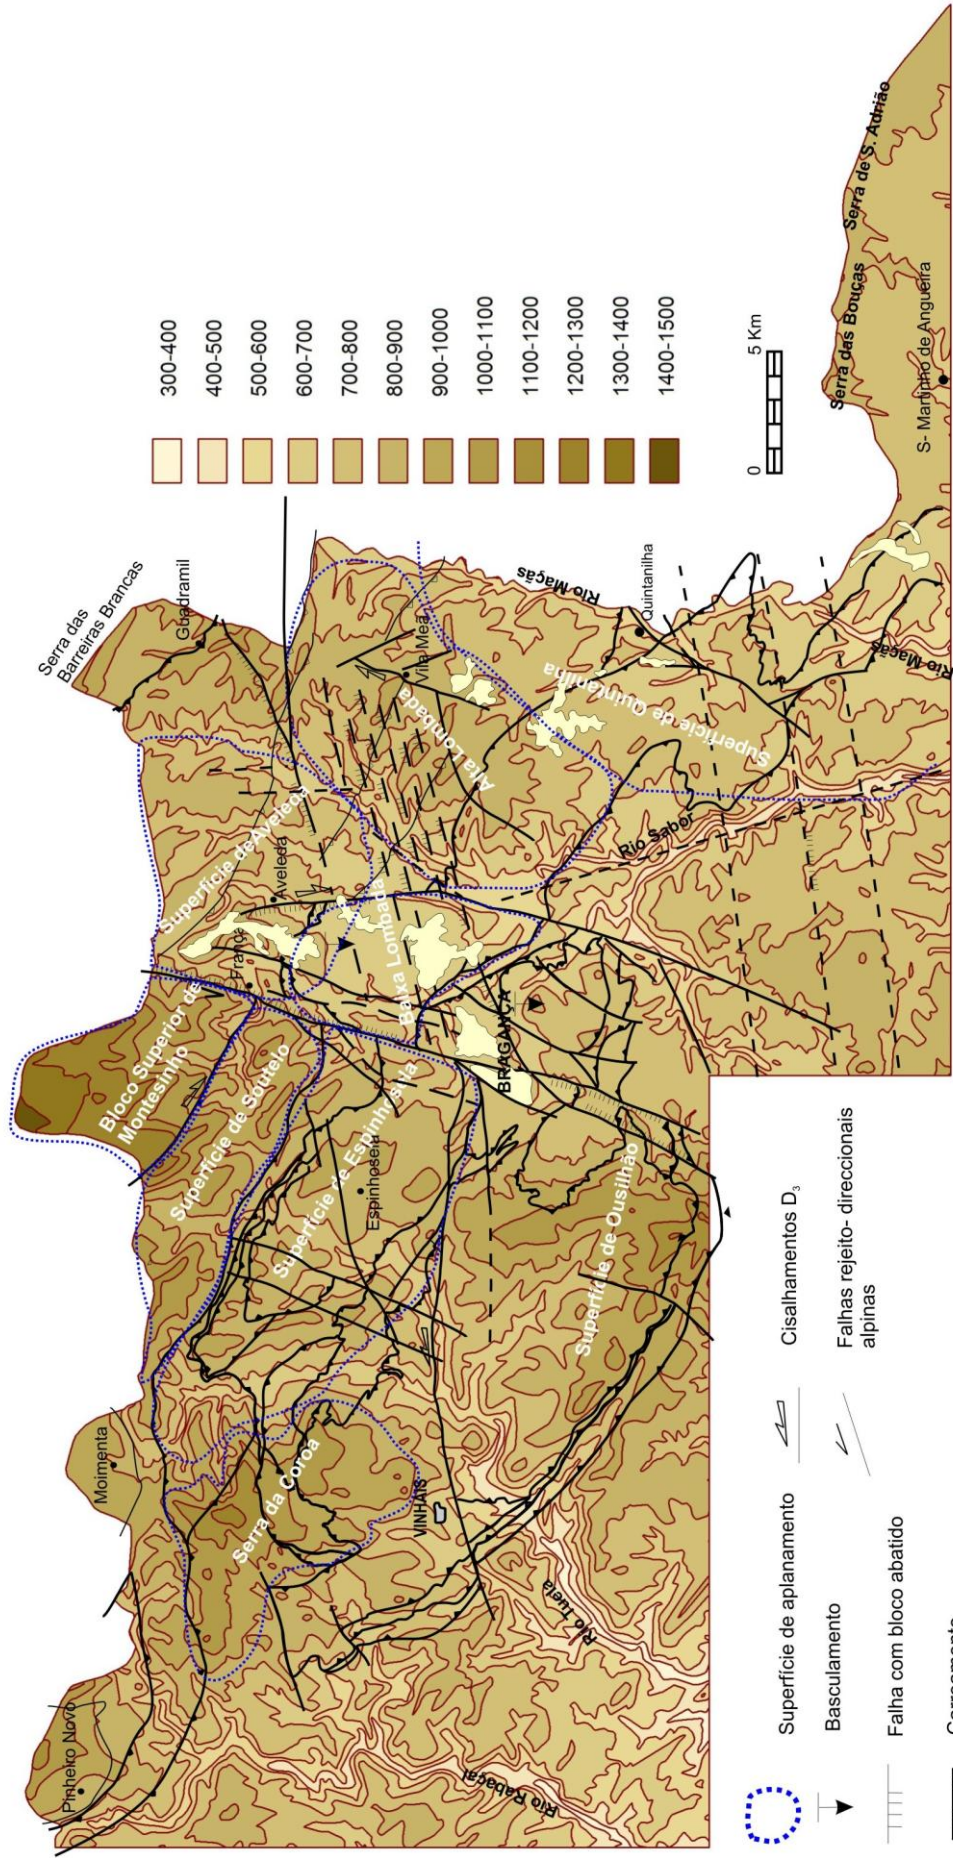 Serra das
Barreiras Brancas
Guadramil
Pinheiro Novo
Moimenta
Bloco Superior de
Montesinho
França
Superfície de Aveleda
Aveleda
Superfície de Soutelo
Serra da Coroa
Superfície de Espinhosela
Espinhosela
Baixa Lombada
Alta Lombada
Vila Meã
VINHAIS
BRAGANÇA
Superfície de Ousilhão
Superfície de Quintanilha
Quintanilha
Rio Maçãs
Rio Sabor
Rio Tuela
Rio Rabaçal
Rio Maçãs
Serra das Bouças
Serra de S. Adrião
S- Martinho de Angueira
300-400
400-500
500-600
600-700
700-800
800-900
900-1000
1000-1100
1100-1200
1200-1300
1300-1400
1400-1500
0 5 Km
Superfície de aplanamento
Basculamento
Falha com bloco abatido
Cisalhamentos D3
Falhas rejeito- direccionais
alpinas